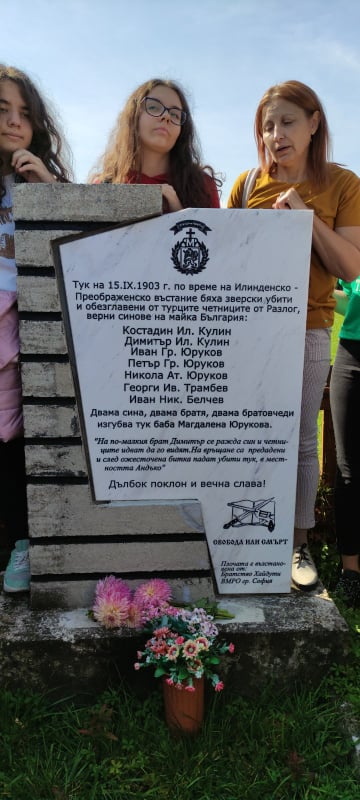 Тук на 15.IX.1903 г. по време на Илинденско -
Преображенско въстание бяха зверски убити
и обезглавени от турците четниците от Разлог,
верни синове на майка България:
Костадин Ил. Кулин
Димитър Ил. Кулин
Иван Гр. Юруков
Петър Гр. Юруков
Никола Ат. Юруков
Георги Ив. Трамбев
Иван Ник. Белчев
Двама сина, двама братя, двама братовчеди
изгубва тук баба Магдалена Юрукова.
"На по-малкия брат Димитър се ражда син и четни-
ците идват да го видят.На връщане са предадени
и след ожесточена битка падат убити тук, в мест-
ността Андъко"
Дълбок поклон и вечна слава!
СВОБОДА ИЛИ СМЪРТ
Плочата е възстано-
вена от:
Братство Хайдути
ВМРО гр. София